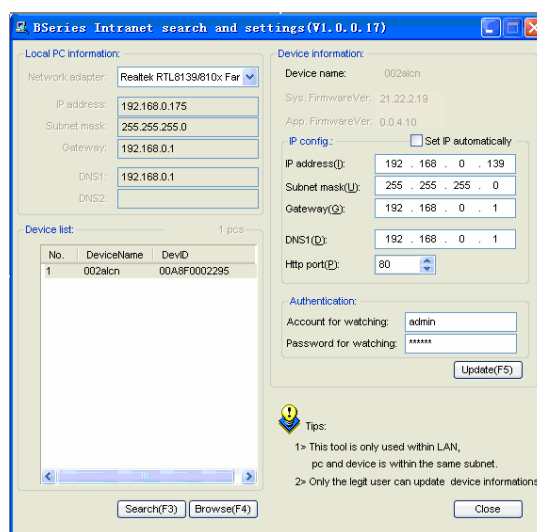 BSeries Intranet search and settings(V1.0.0.17)
Local PC information:
Network adapter: Realtek RTL8139/810x Far
IP address: 192.168.0.175
Subnet mask: 255.255.255.0
Gateway: 192.168.0.1
DNS1: 192.168.0.1
DNS2:
Device list: 1 pcs
No. DeviceName DevID
1 002alcn 00A8F0002295
Search(F3) Browse(F4)
Device information:
Device name: 002alcn
Sys. FirmwareVer: 21.22.2.19
App. FirmwareVer: 0.0.4.10
IP config.: Set IP automatically
IP address(I): 192 . 168 . 0 . 139
Subnet mask(U): 255 . 255 . 255 . 0
Gateway(G): 192 . 168 . 0 . 1
DNS1(D): 192 . 168 . 0 . 1
Http port(P): 80
Authentication:
Account for watching: admin
Password for watching: ******
Update(F5)
Tips:
1> This tool is only used within LAN,
pc and device is within the same subnet.
2> Only the legit user can update device informations
Close